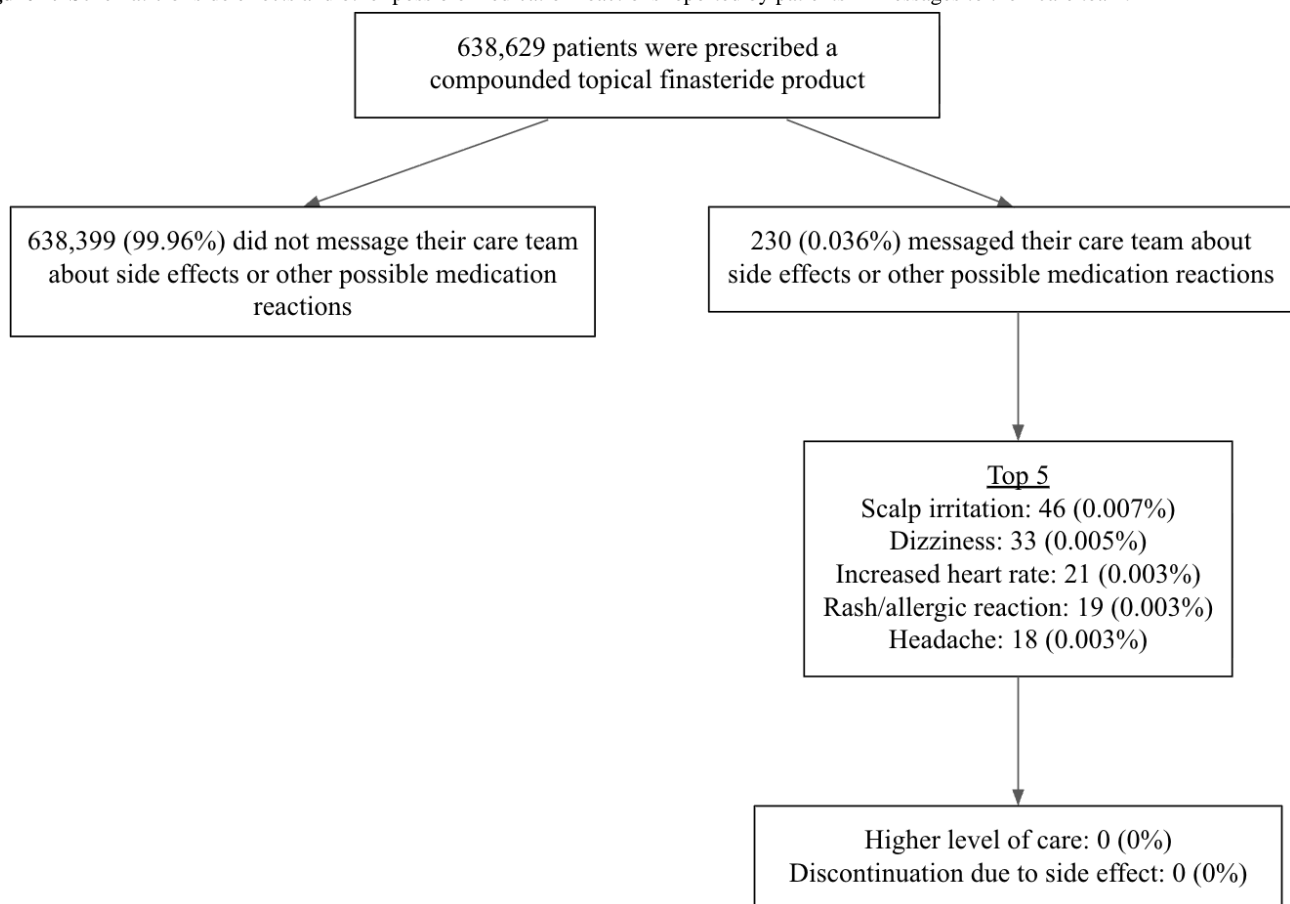 638,629 patients were prescribed a
compounded topical finasteride product
638,399 (99.96%) did not message their care team
about side effects or other possible medication
reactions
230 (0.036%) messaged their care team about
side effects or other possible medication reactions
Top 5
Scalp irritation: 46 (0.007%)
Dizziness: 33 (0.005%)
Increased heart rate: 21 (0.003%)
Rash/allergic reaction: 19 (0.003%)
Headache: 18 (0.003%)
Higher level of care: 0 (0%)
Discontinuation due to side effect: 0 (0%)